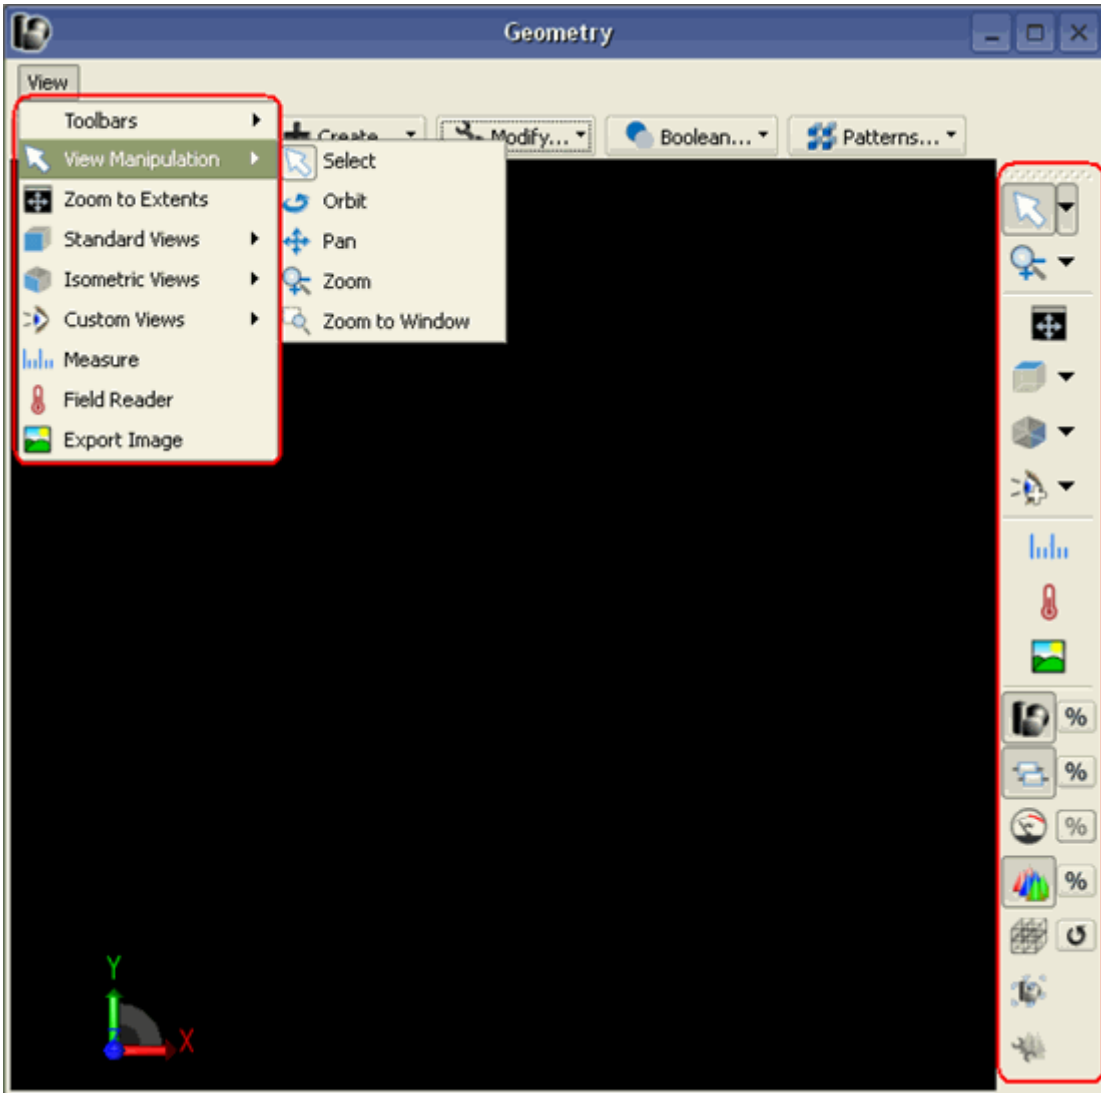 Geometry
View
Create...
Modify...
Boolean...
Patterns...
Toolbars
View Manipulation
Zoom to Extents
Standard Views
Isometric Views
Custom Views
Measure
Field Reader
Export Image
Select
Orbit
Pan
Zoom
Zoom to Window
%
%
%
%
Y
X